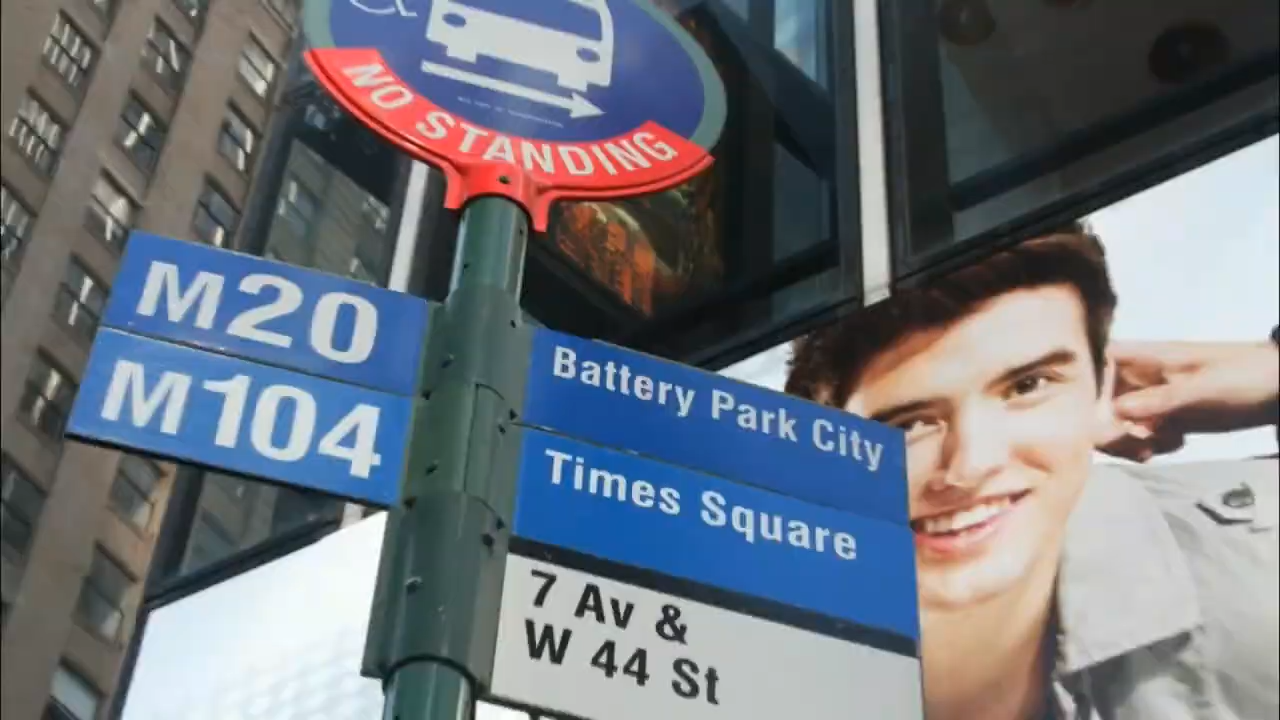 NO STANDING
M20
M104
Battery Park City
Times Square
7 Av &
W 44 St